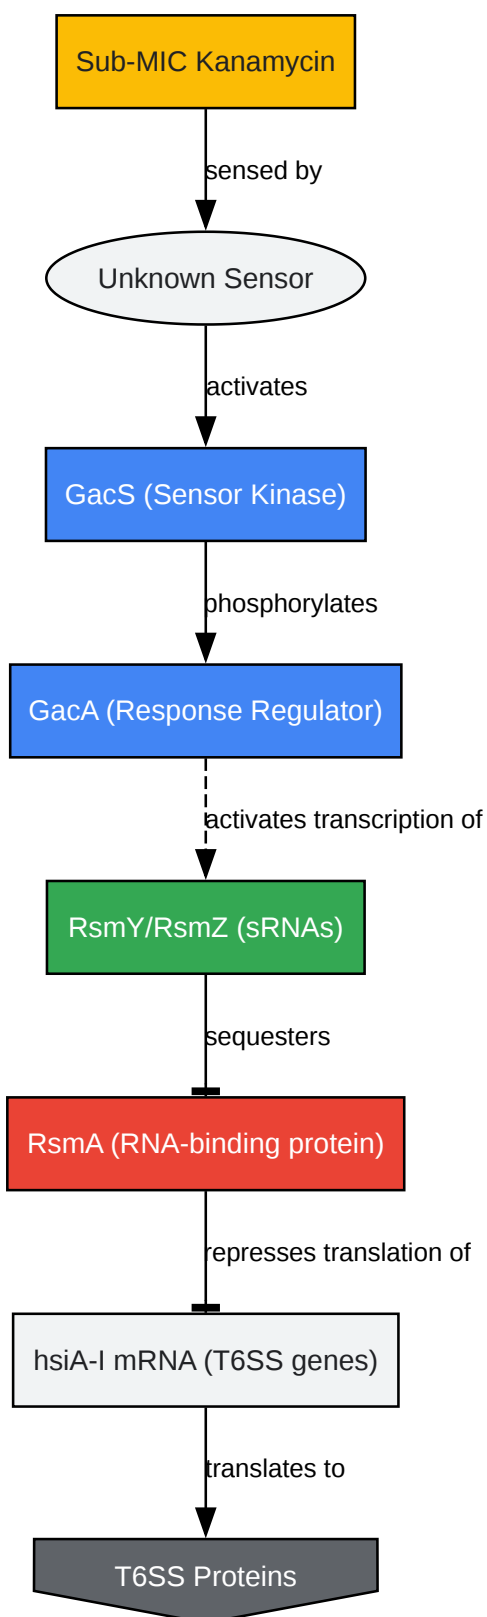 Sub-MIC Kanamycin
sensed by
Unknown Sensor
activates
GacS (Sensor Kinase)
phosphorylates
GacA (Response Regulator)
activates transcription of
RsmY/RsmZ (sRNAs)
sequesters
RsmA (RNA-binding protein)
represses translation of
hsiA-I mRNA (T6SS genes)
translates to
T6SS Proteins